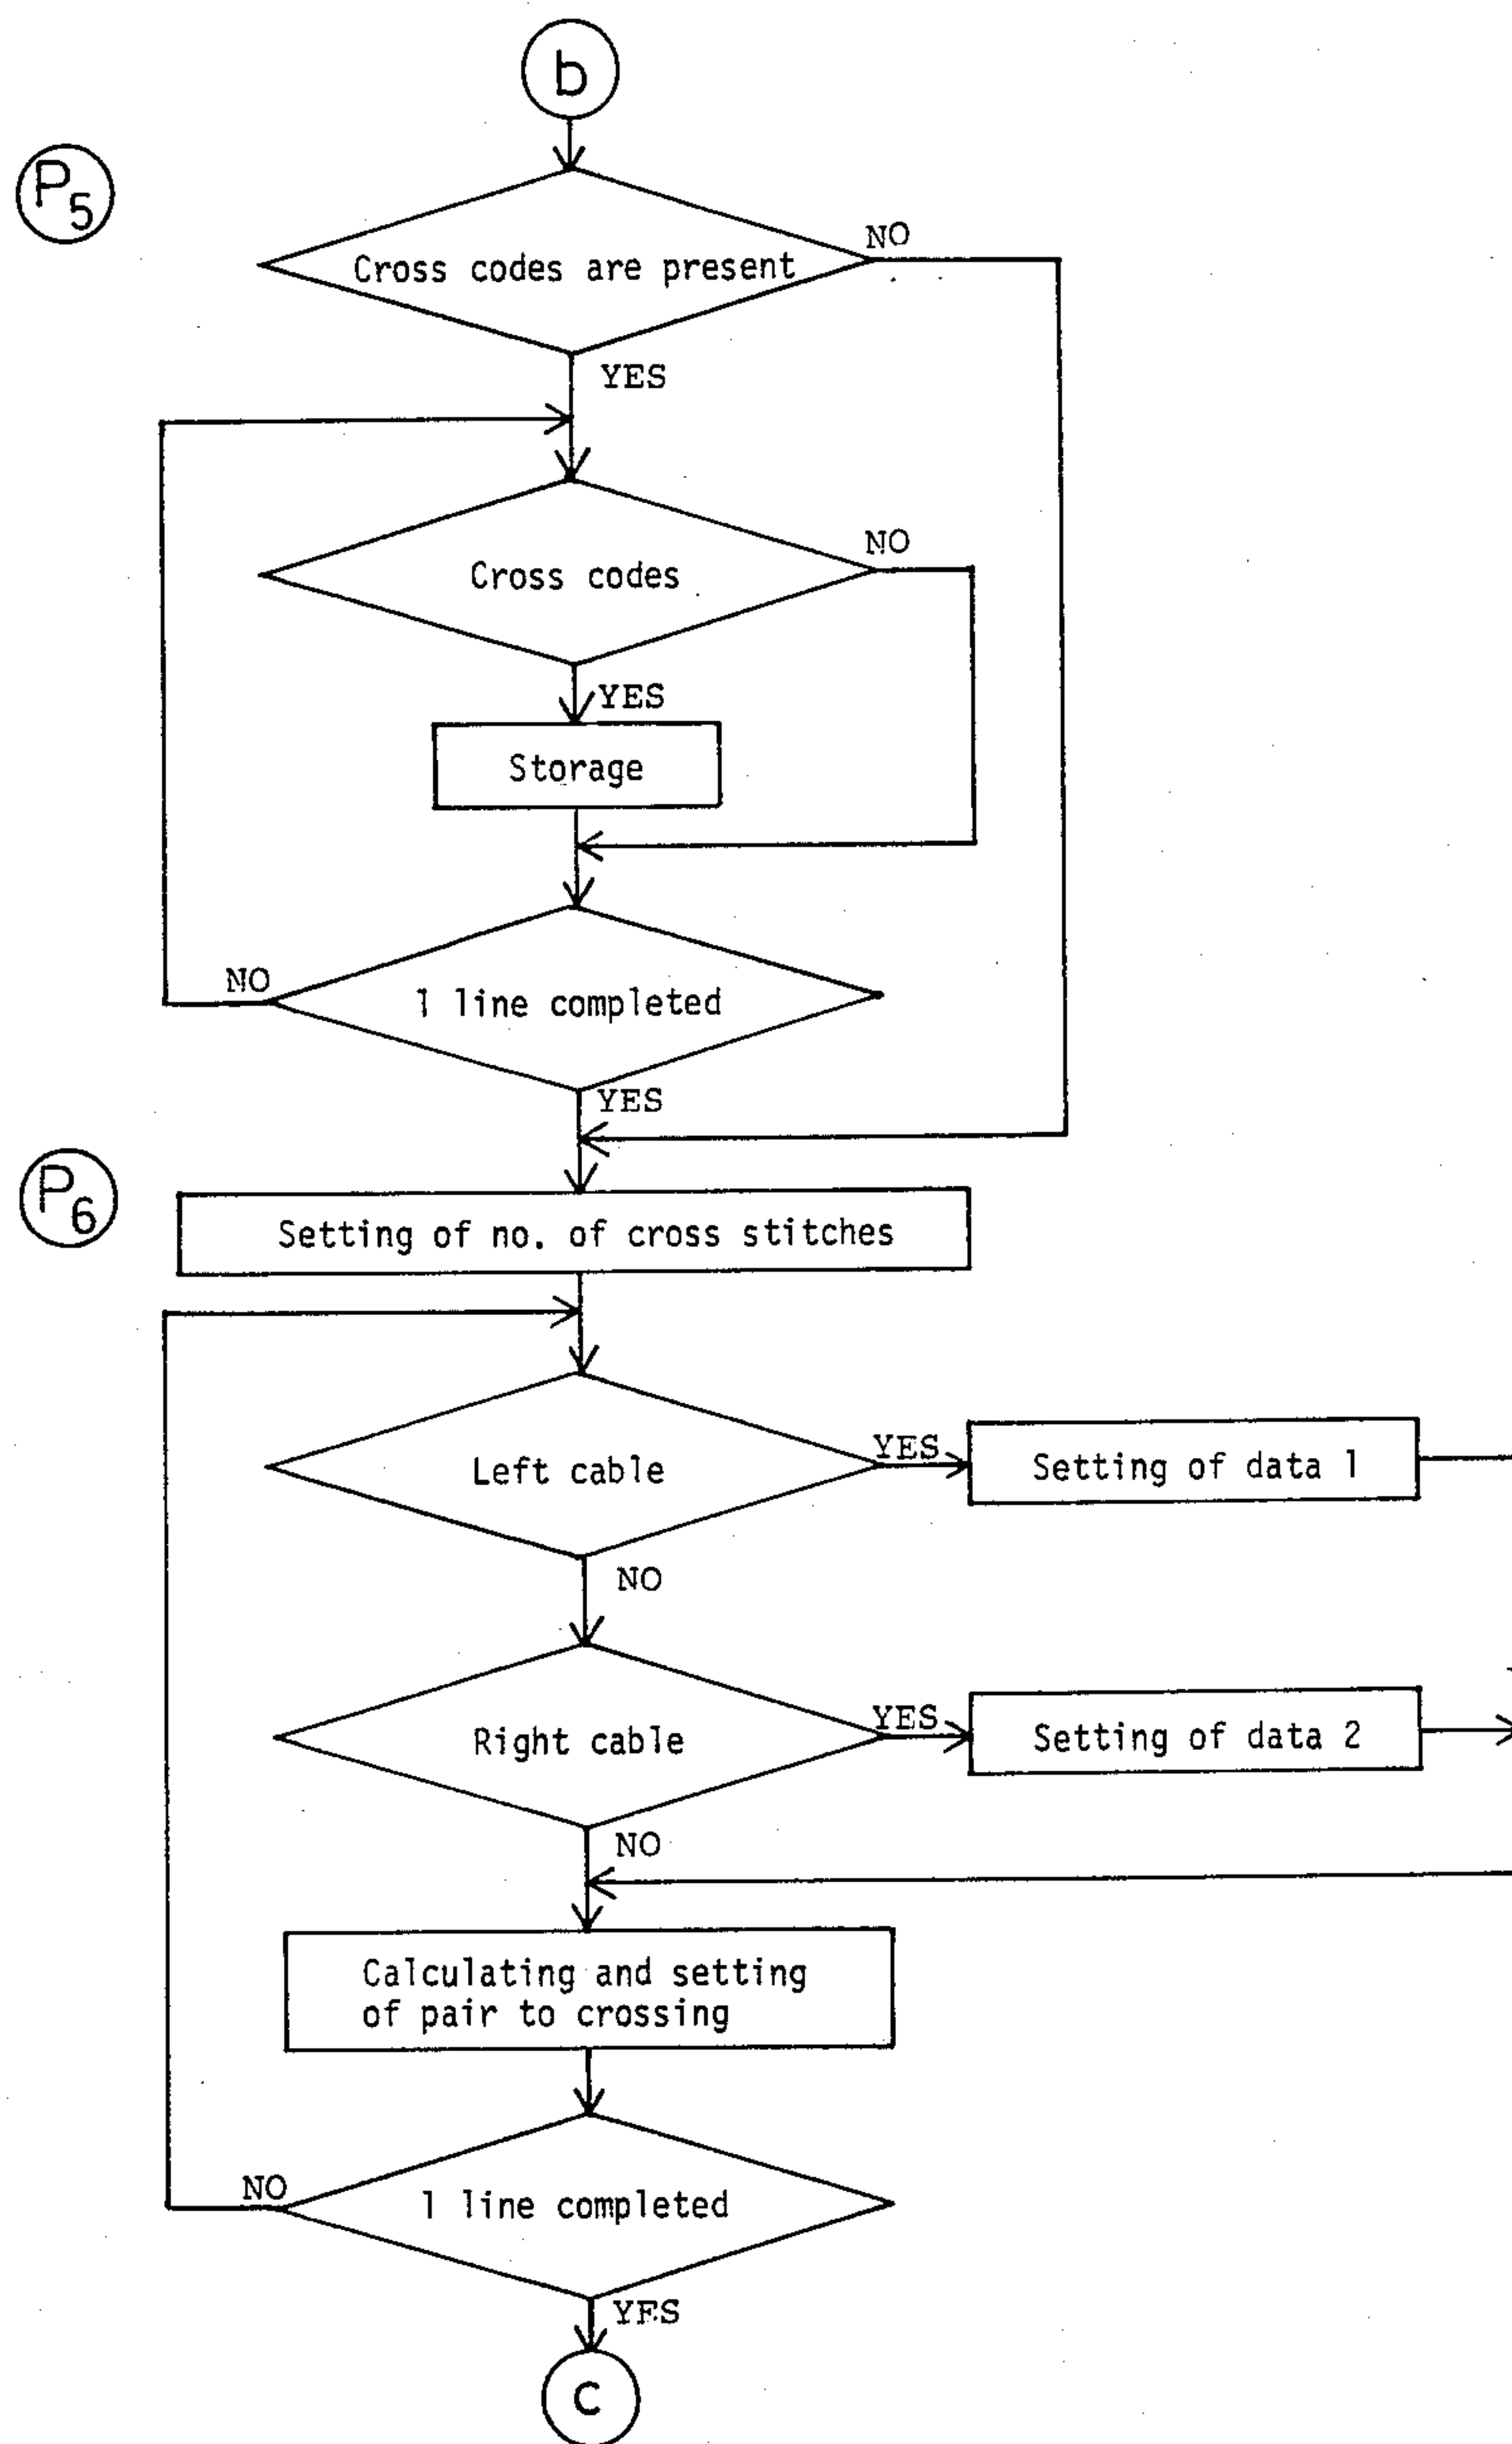 b
P5
Cross codes are present
NO
YES
Cross codes
NO
YES
Storage
1 line completed
NO
YES
P6
Setting of no. of cross stitches
Left cable
YES
Setting of data 1
NO
Right cable
YES
Setting of data 2
NO
Calculating and setting
of pair to crossing
1 line completed
NO
YES
c